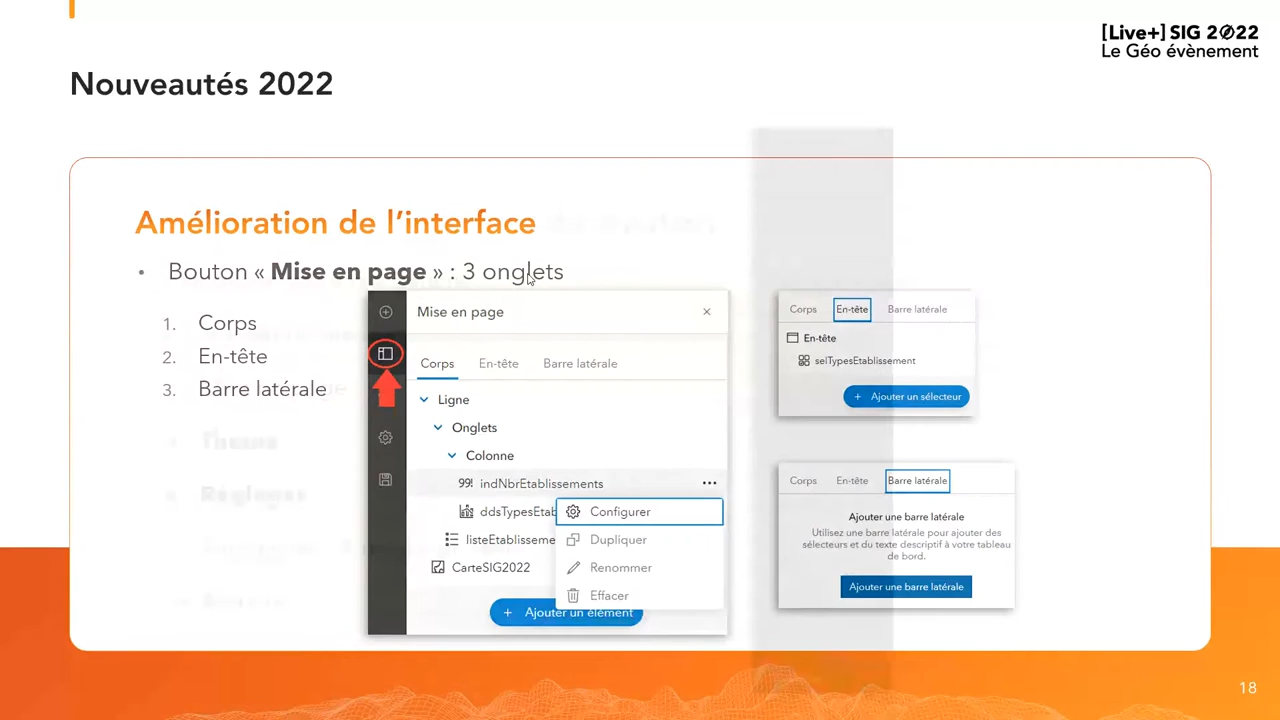 [Live+] SIG 2022
Le Géo évènement
Nouveautés 2022
Amélioration de l'interface
• Bouton « Mise en page » : 3 onglets
1. Corps
2. En-tête
3. Barre latérale
Mise en page
Corps En-tête Barre latérale
Ligne
Onglets
Colonne
99! indNbrEtablissements
ddsTypesEtab
listeEtablisseme
CarteSIG2022
Configurer
Dupliquer
Renommer
Effacer
+ Ajouter un élément
Corps En-tête Barre latérale
En-tête
selTypesEtablissement
+ Ajouter un sélecteur
Corps En-tête Barre latérale
Ajouter une barre latérale
Utilisez une barre latérale pour ajouter des
sélecteurs et du texte descriptif à votre tableau
de bord.
Ajouter une barre latérale
18